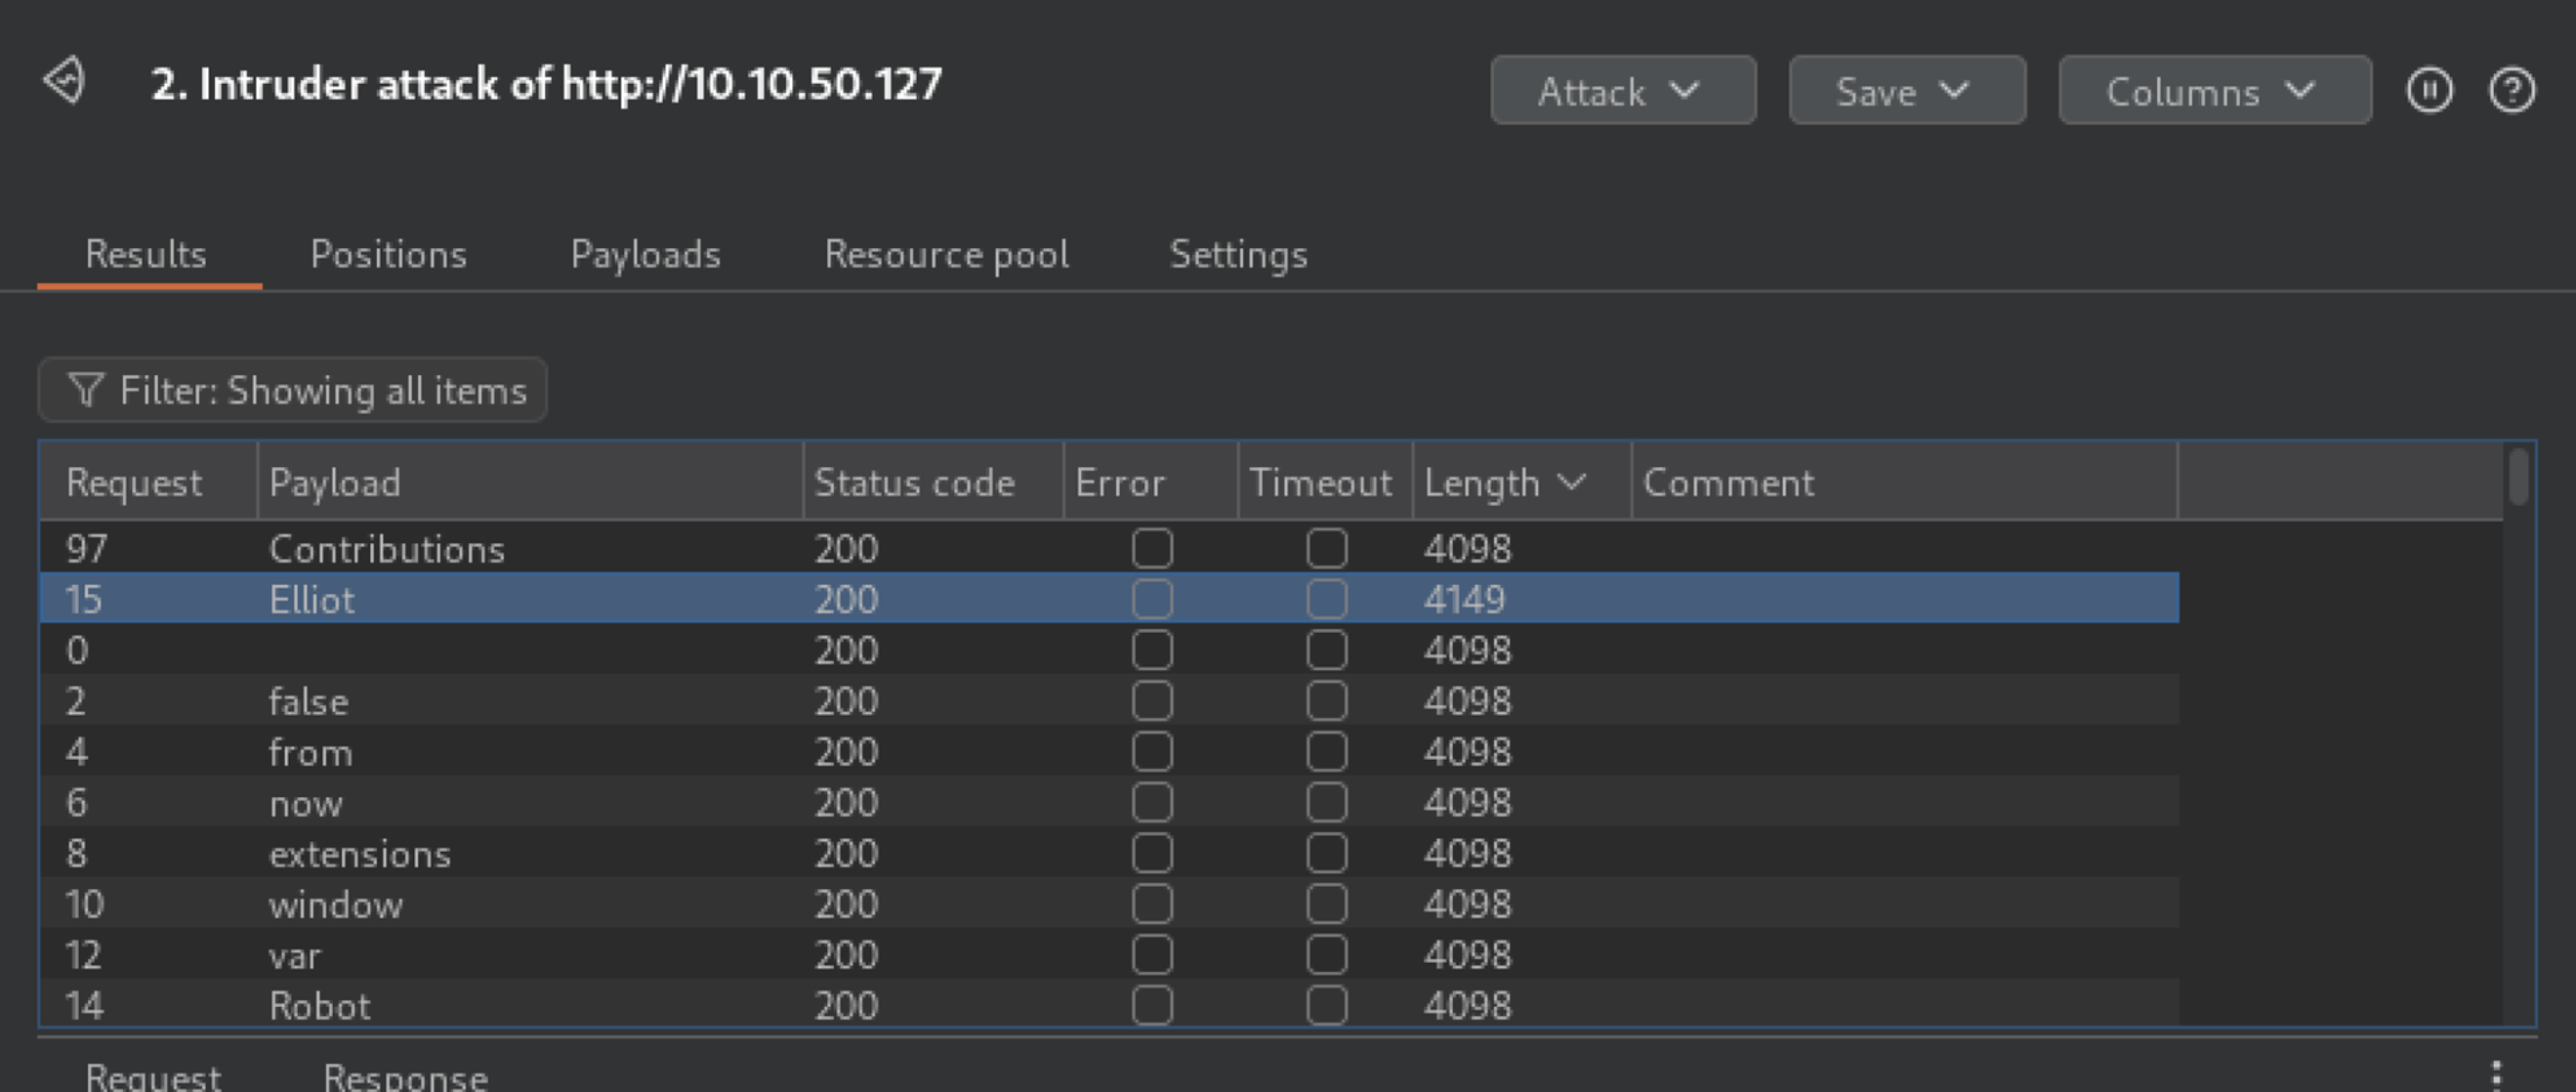 2. Intruder attack of http://10.10.50.127 Attack Save Columns
Results Positions Payloads Resource pool Settings
Filter: Showing all items
Request Payload Status code Error Timeout Length Comment
97 Contributions 200 4098
15 Elliot 200 4149
0 200 4098
2 false 200 4098
4 from 200 4098
6 now 200 4098
8 extensions 200 4098
10 window 200 4098
12 var 200 4098
14 Robot 200 4098
Request Response